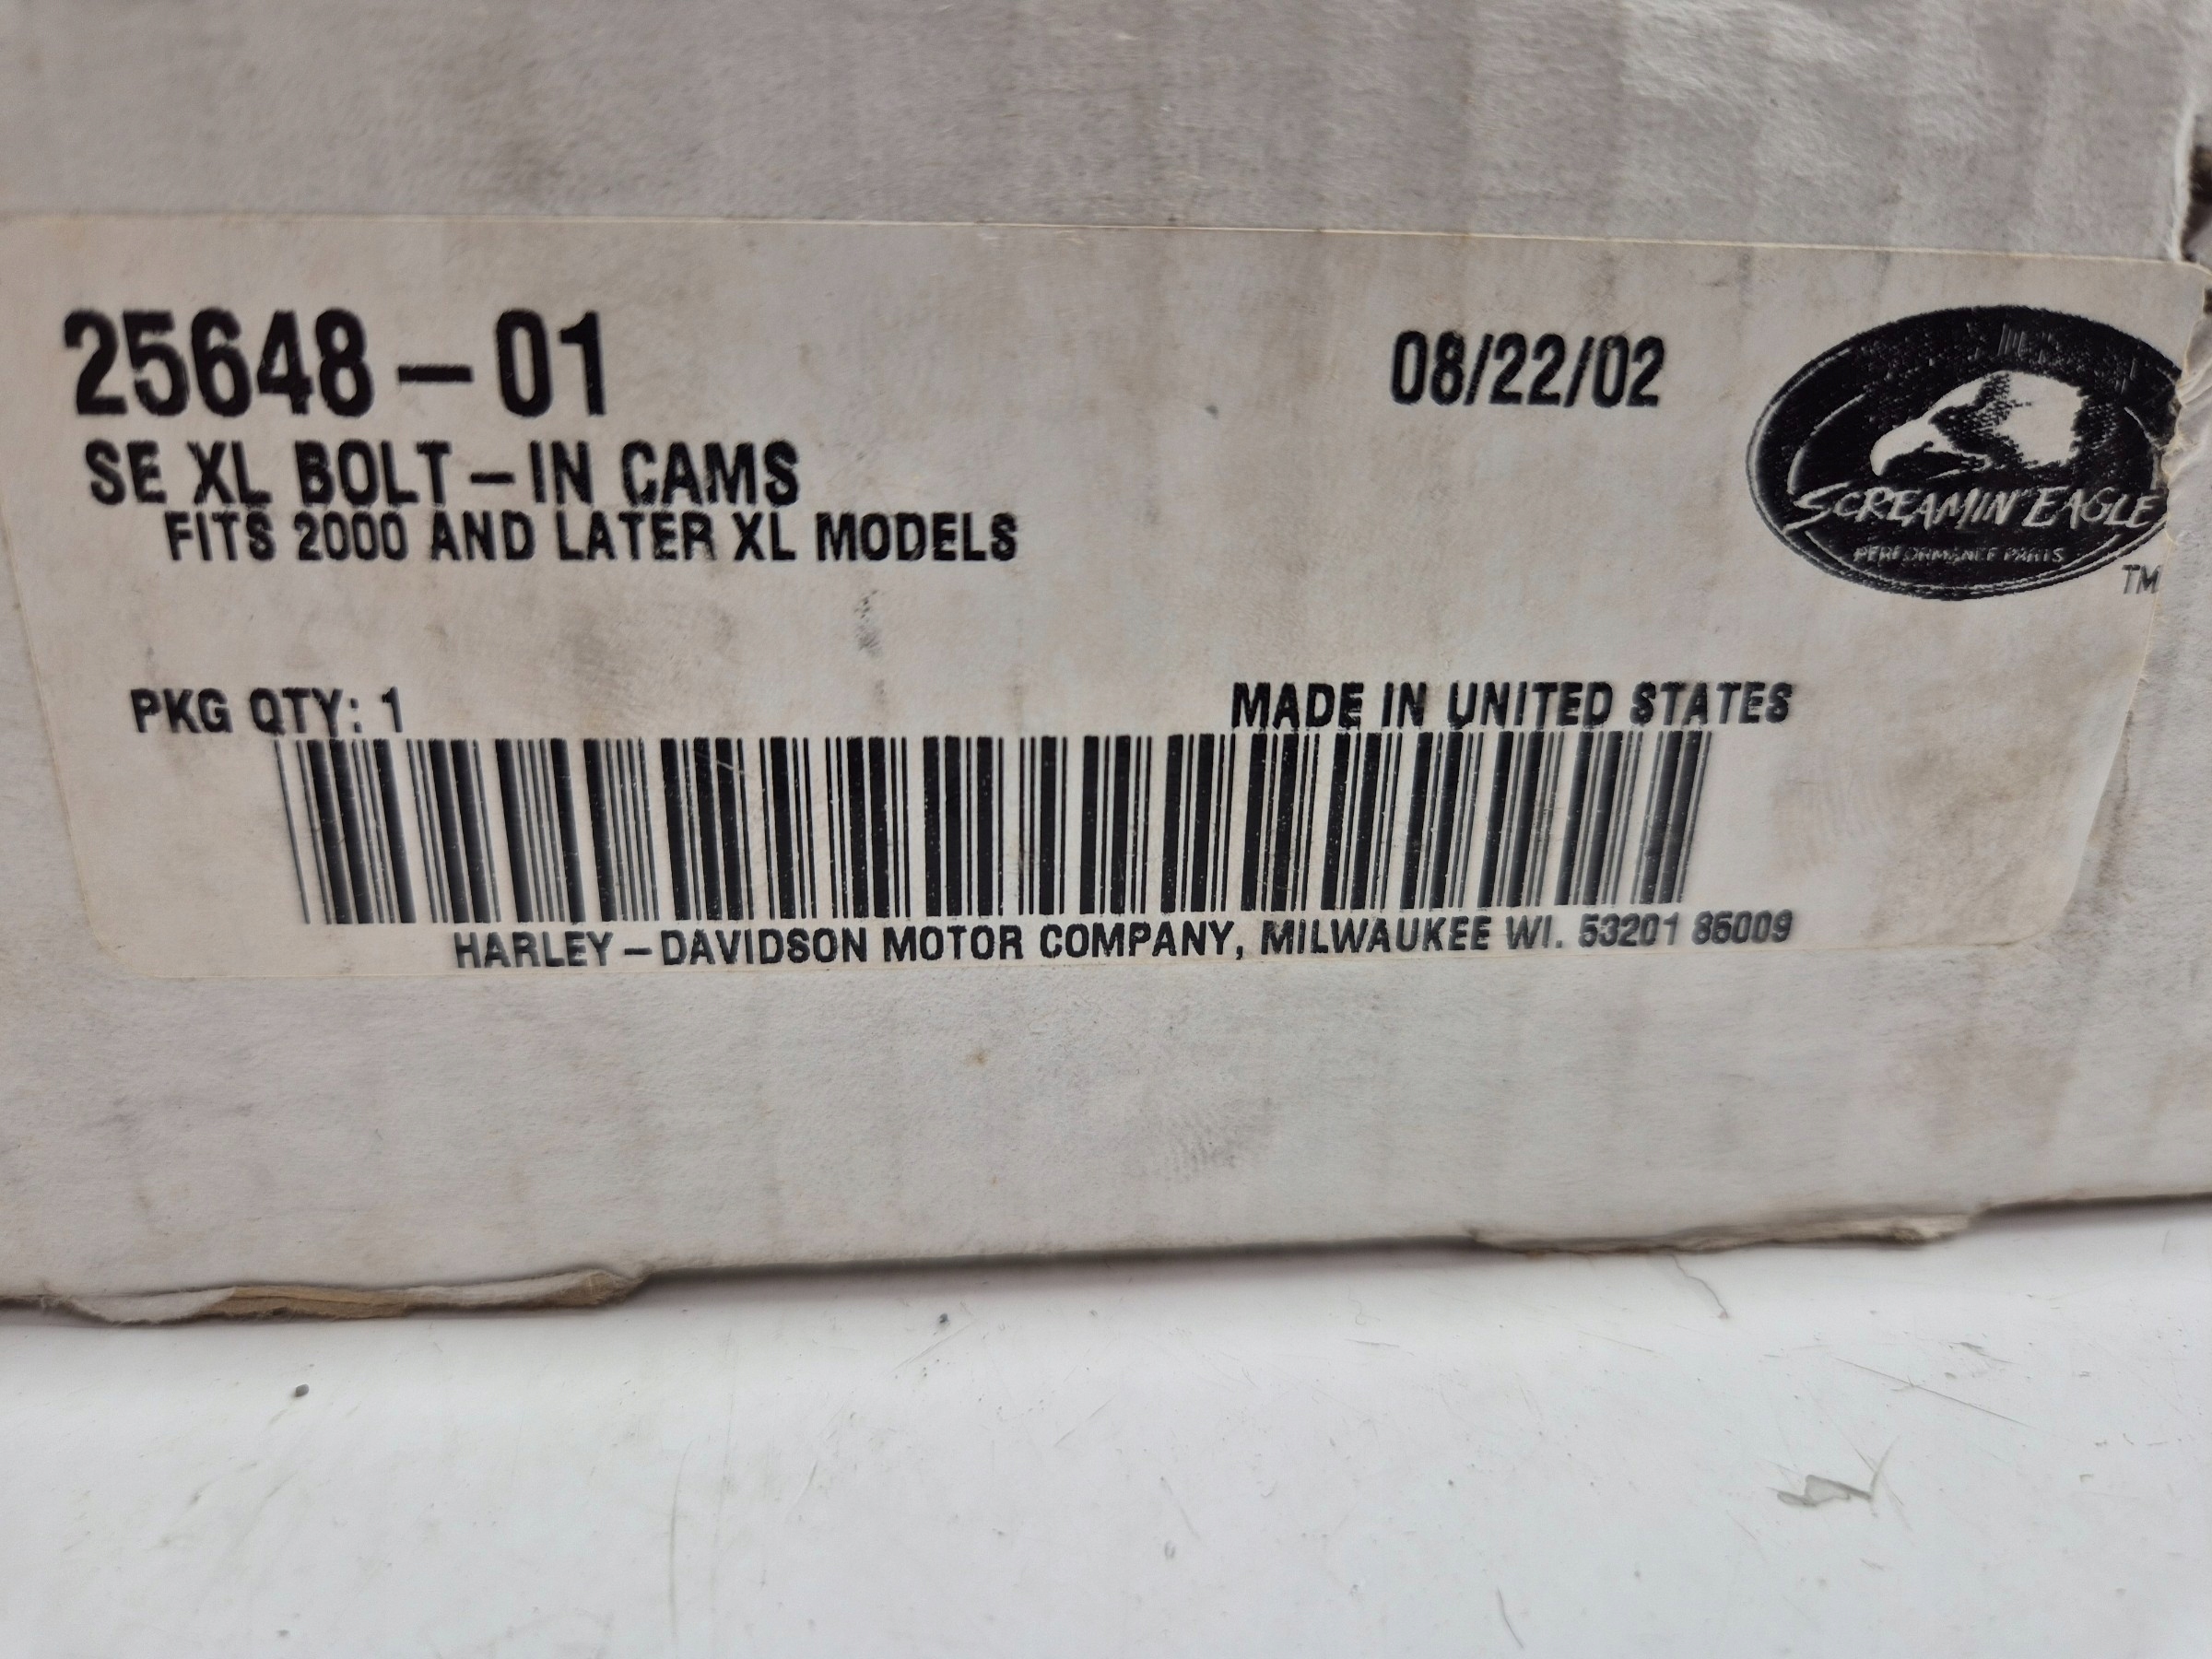 25648-01
08/22/02
SE XL BOLT-IN CAMS
FITS 2000 AND LATER XL MODELS
SCREAMIN' EAGLE
PERFORMANCE PARTS
TM
PKG QTY: 1
MADE IN UNITED STATES
HARLEY-DAVIDSON MOTOR COMPANY, MILWAUKEE WI. 53201 85009